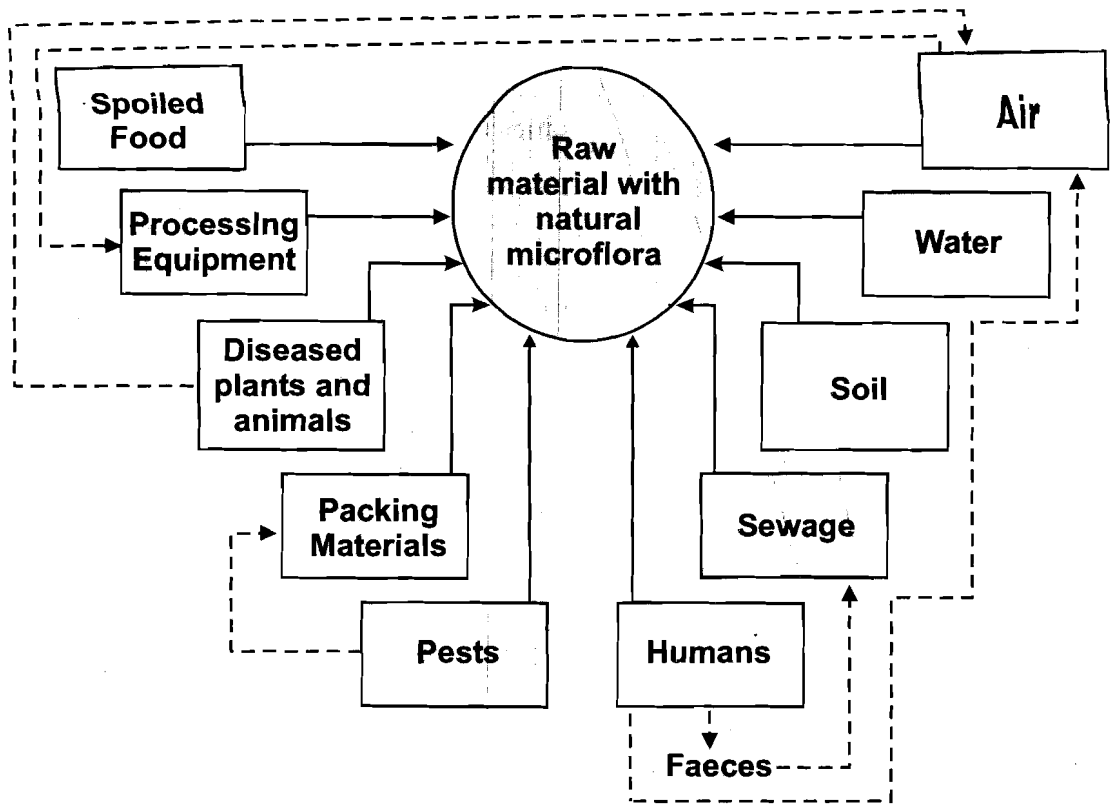 Spoiled
Food
Air
Raw
material with
natural
microflora
Processing
Equipment
Water
Diseased
plants and
animals
Soil
Packing
Materials
Sewage
Pests
Humans
Faeces